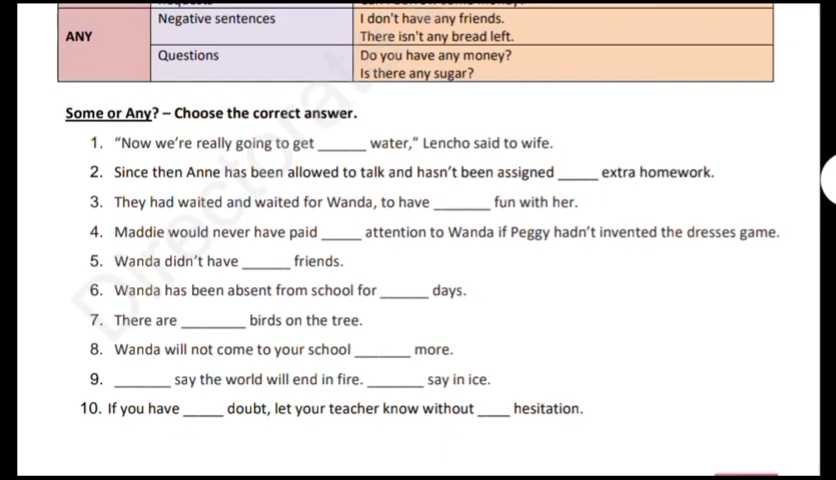 Negative sentences I don't have any friends.
ANY There isn't any bread left.
Questions Do you have any money?
Is there any sugar?
Some or Any? – Choose the correct answer.
1. “Now we’re really going to get ______ water,” Lencho said to wife.
2. Since then Anne has been allowed to talk and hasn’t been assigned _____ extra homework.
3. They had waited and waited for Wanda, to have _______ fun with her.
4. Maddie would never have paid _____ attention to Wanda if Peggy hadn’t invented the dresses game.
5. Wanda didn’t have ______ friends.
6. Wanda has been absent from school for ______ days.
7. There are ________ birds on the tree.
8. Wanda will not come to your school _______ more.
9. _______ say the world will end in fire. _______ say in ice.
10. If you have _____ doubt, let your teacher know without ____ hesitation.